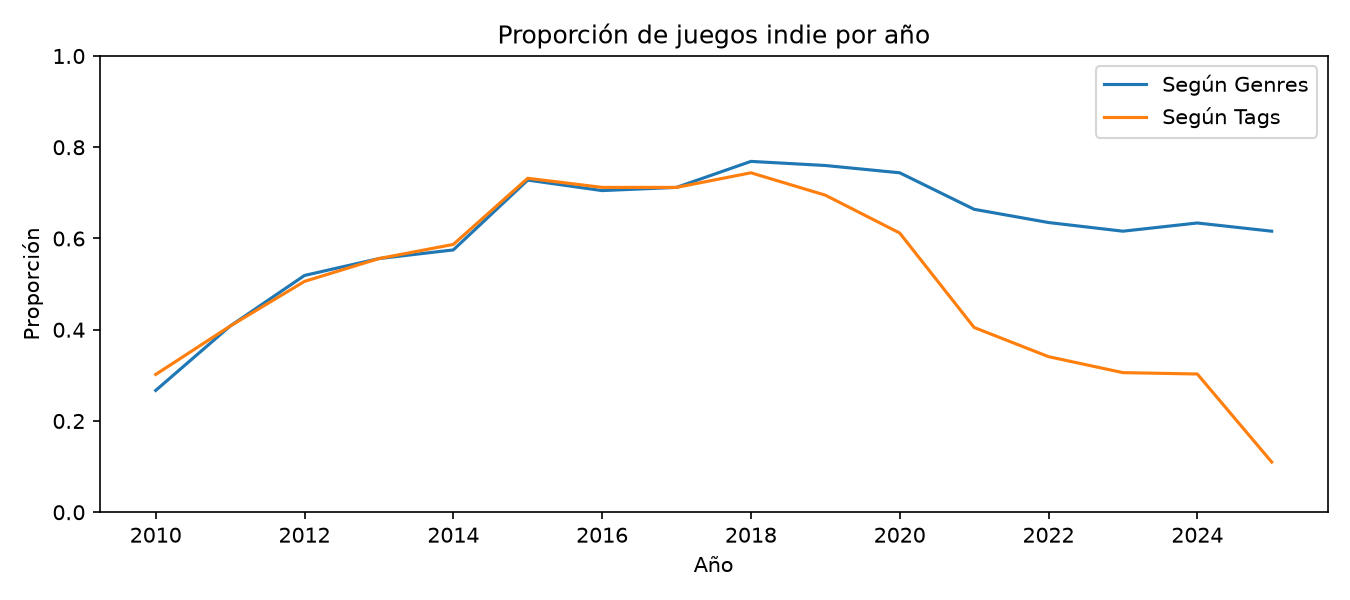 Proporción de juegos indie por año
Según Genres
Según Tags
Proporción
1.0
0.8
0.6
0.4
0.2
0.0
2010 2012 2014 2016 2018 2020 2022 2024
Año